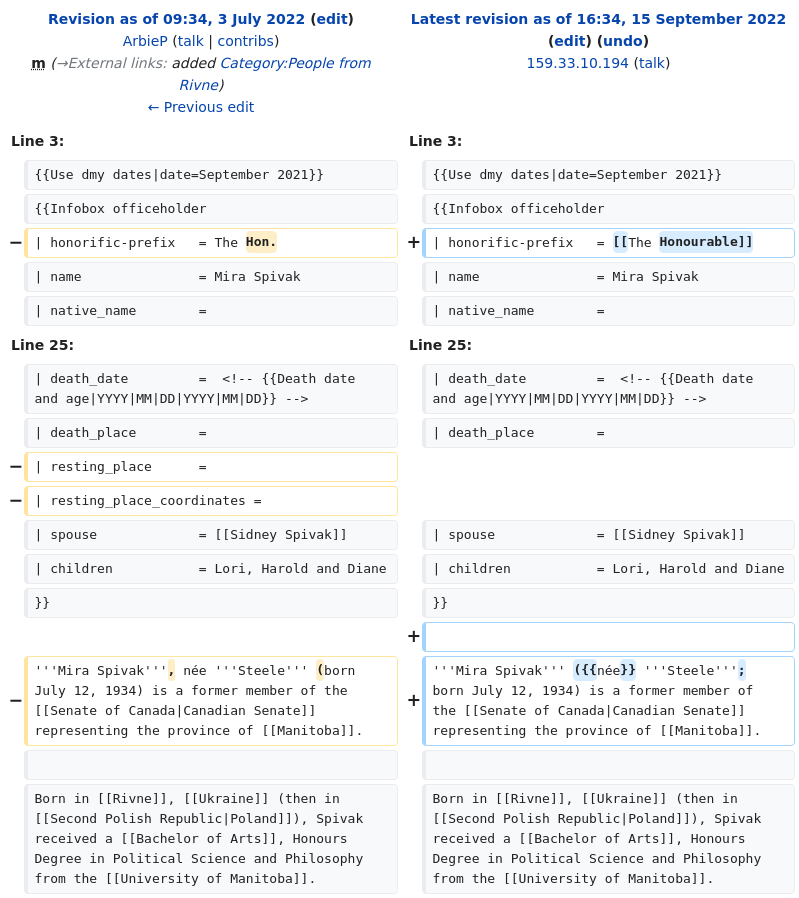 Revision as of 09:34, 3 July 2022 (edit)
ArbieP (talk | contribs)
m (→External links: added Category:People from
Rivne)
← Previous edit
Latest revision as of 16:34, 15 September 2022
(edit) (undo)
159.33.10.194 (talk)
Line 3:
Line 3:
{{Use dmy dates|date=September 2021}}
{{Use dmy dates|date=September 2021}}
{{Infobox officeholder
{{Infobox officeholder
− | honorific-prefix   = The Hon.
+ | honorific-prefix   = [[The Honourable]]
| name               = Mira Spivak
| name               = Mira Spivak
| native_name        =
| native_name        =
Line 25:
Line 25:
| death_date         =  <!-- {{Death date
and age|YYYY|MM|DD|YYYY|MM|DD}} -->
| death_date         =  <!-- {{Death date
and age|YYYY|MM|DD|YYYY|MM|DD}} -->
| death_place        =
| death_place        =
− | resting_place      =
− | resting_place_coordinates =
| spouse             = [[Sidney Spivak]]
| spouse             = [[Sidney Spivak]]
| children           = Lori, Harold and Diane
| children           = Lori, Harold and Diane
}}
}}
+
− '''Mira Spivak''', née '''Steele''' (born
July 12, 1934) is a former member of the
[[Senate of Canada|Canadian Senate]]
representing the province of [[Manitoba]].
+ '''Mira Spivak''' ({{née}} '''Steele''';
born July 12, 1934) is a former member of
the [[Senate of Canada|Canadian Senate]]
representing the province of [[Manitoba]].
Born in [[Rivne]], [[Ukraine]] (then in
[[Second Polish Republic|Poland]]), Spivak
received a [[Bachelor of Arts]], Honours
Degree in Political Science and Philosophy
from the [[University of Manitoba]].
Born in [[Rivne]], [[Ukraine]] (then in
[[Second Polish Republic|Poland]]), Spivak
received a [[Bachelor of Arts]], Honours
Degree in Political Science and Philosophy
from the [[University of Manitoba]].